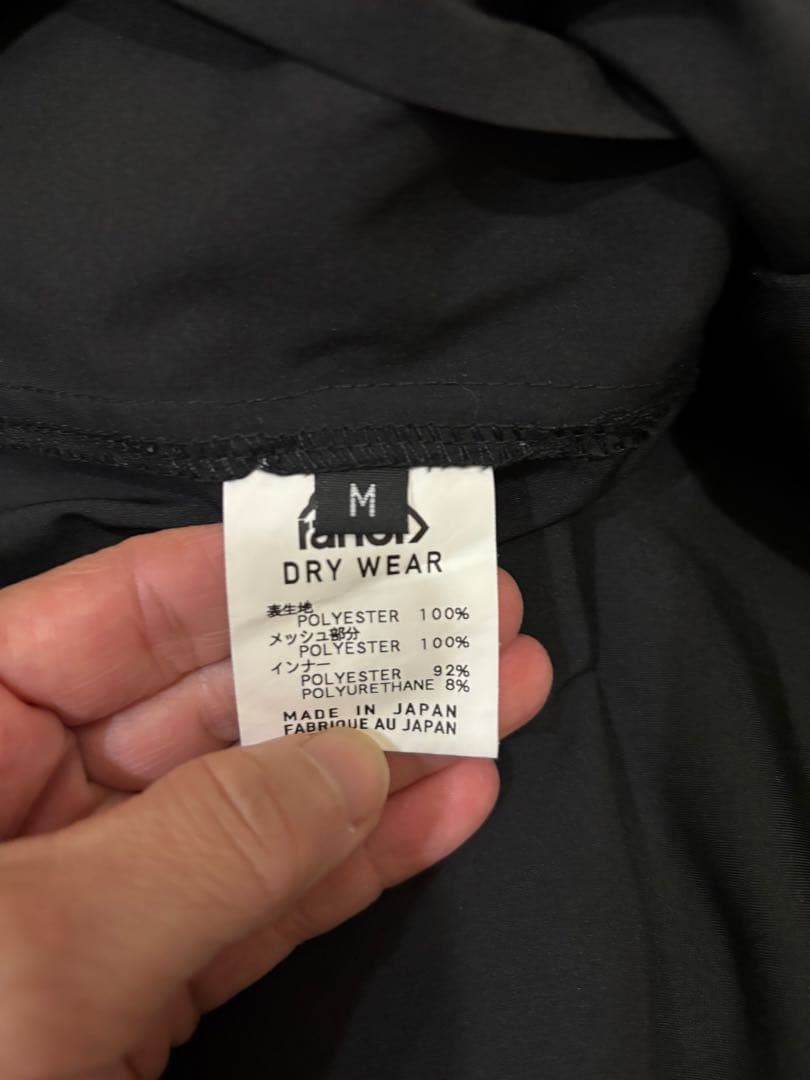 M
DRY WEAR
表生地
POLYESTER 100%
メッシュ部分
POLYESTER 100%
インナー
POLYESTER 92%
POLYURETHANE 8%
MADE IN JAPAN
FABRIQUE AU JAPAN